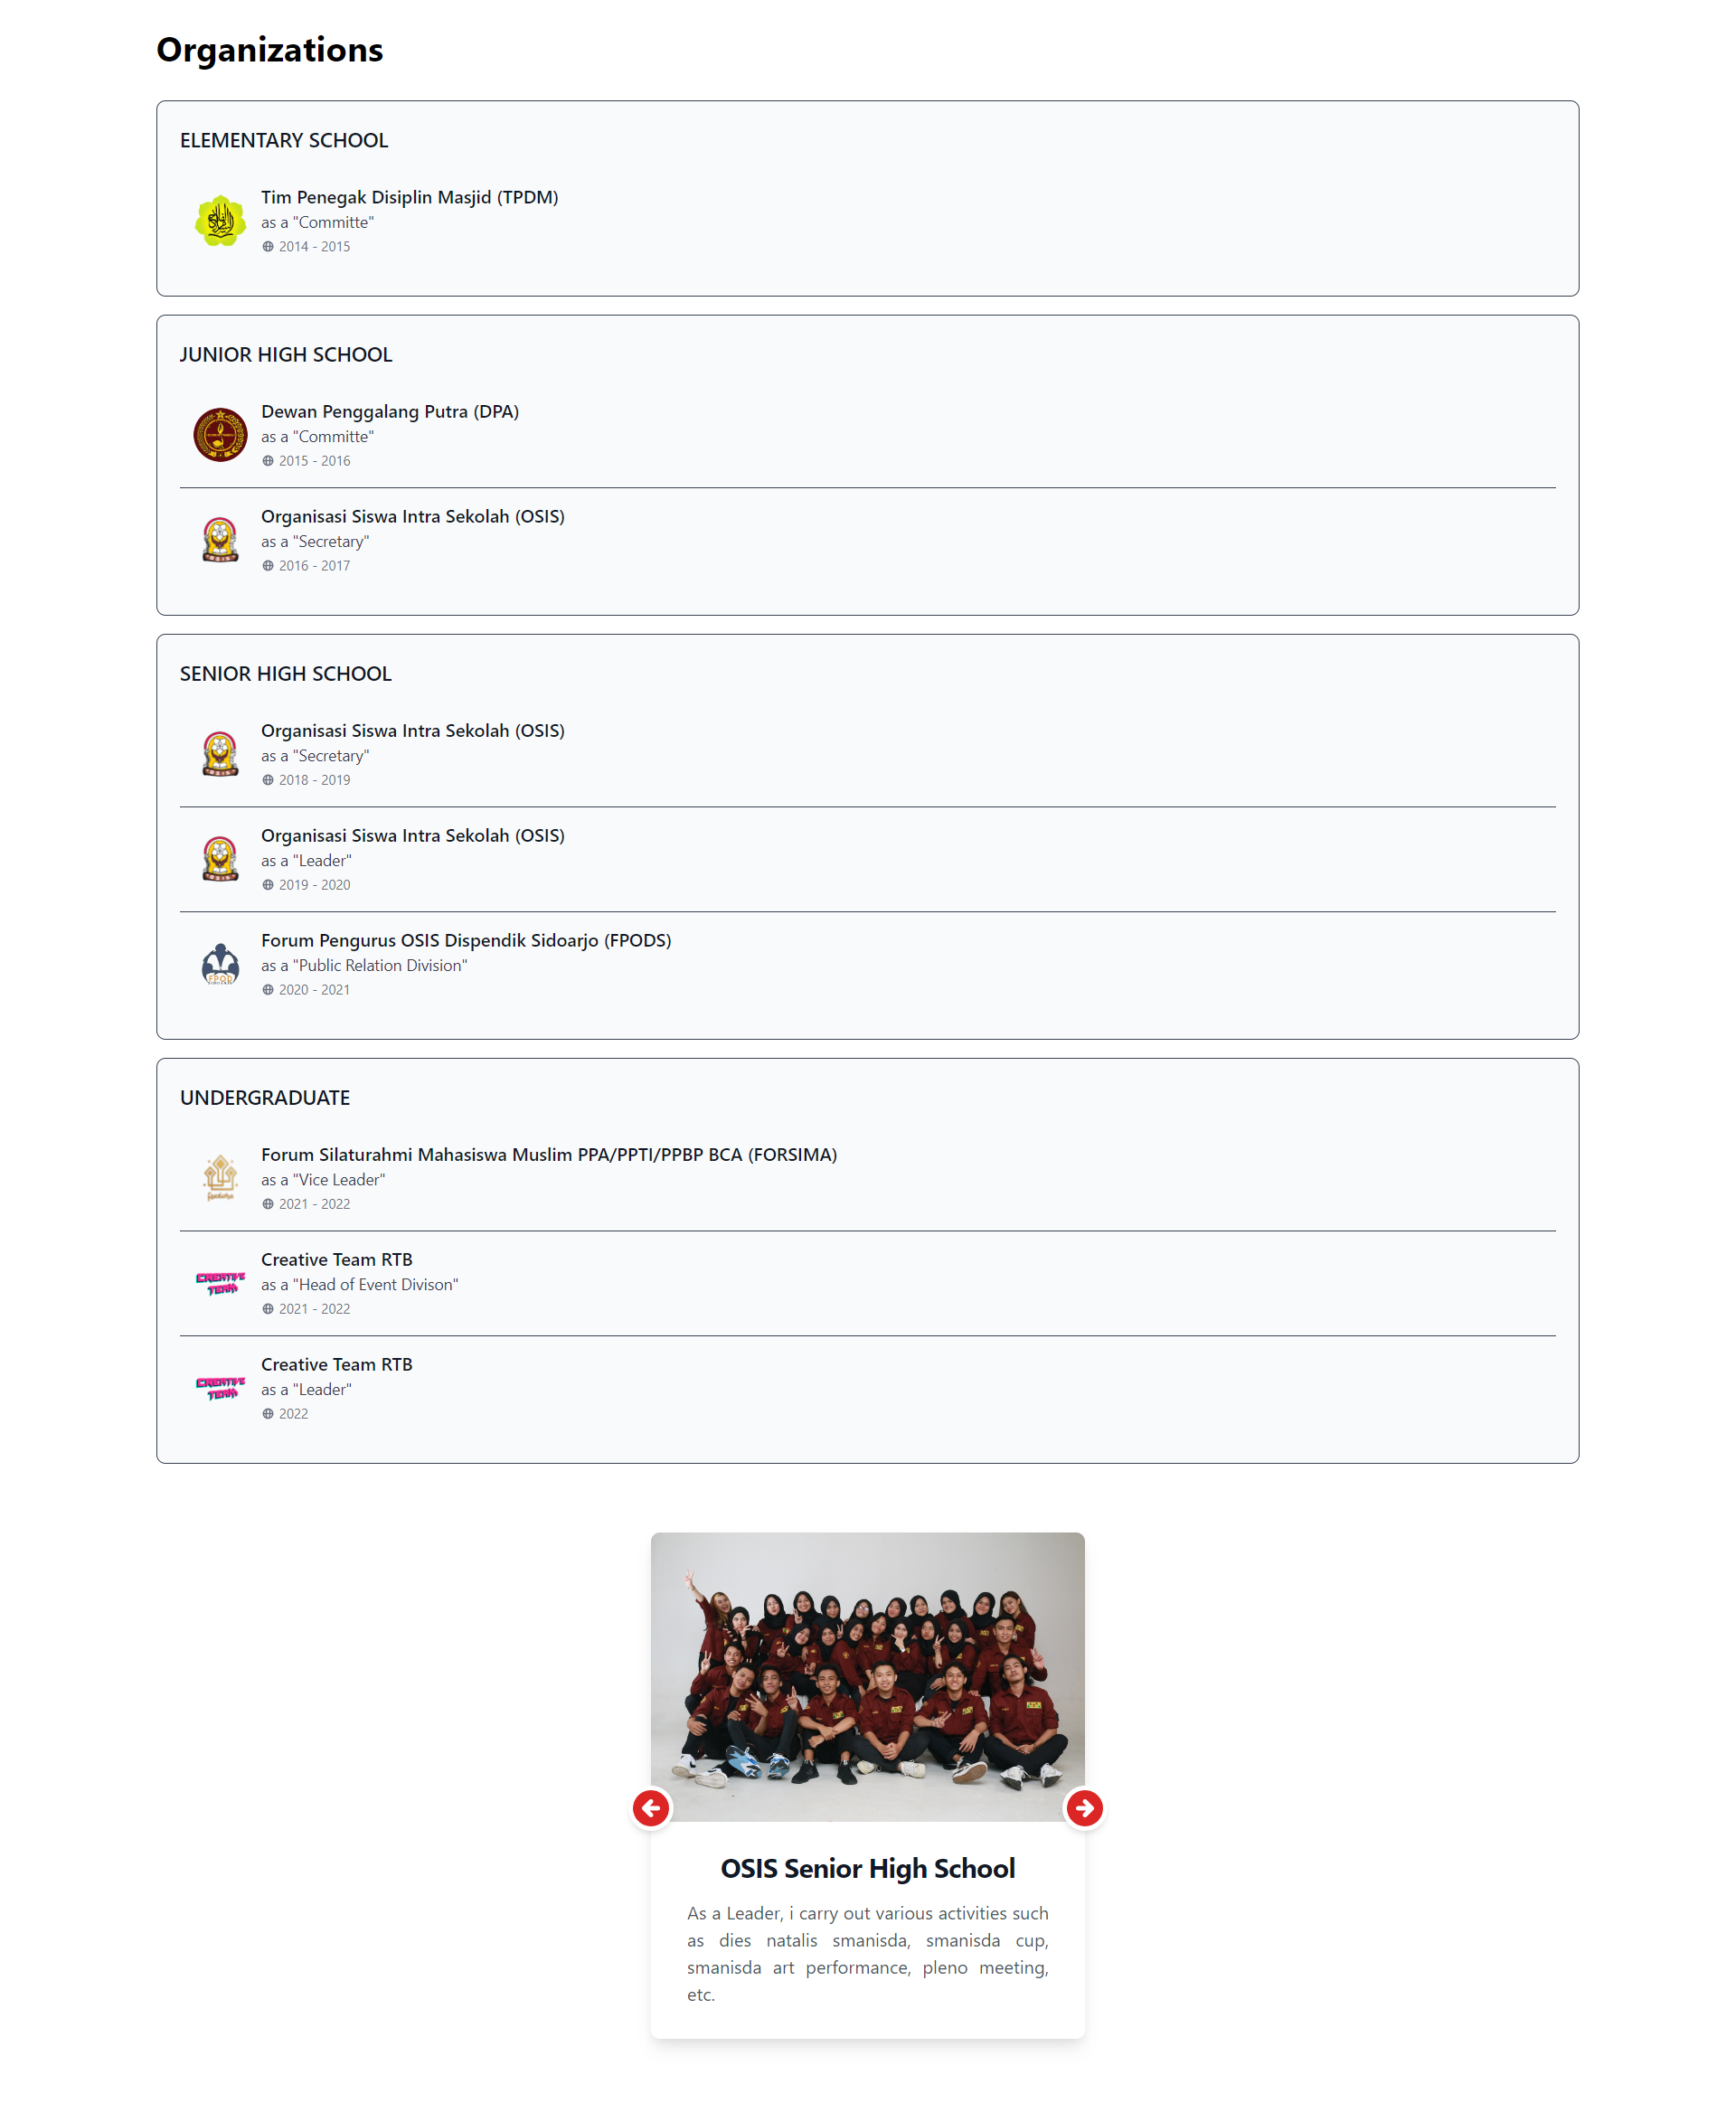 Organizations
ELEMENTARY SCHOOL
Tim Penegak Disiplin Masjid (TPDM)
as a "Committe"
2014 - 2015
JUNIOR HIGH SCHOOL
Dewan Penggalang Putra (DPA)
as a "Committe"
2015 - 2016
Organisasi Siswa Intra Sekolah (OSIS)
as a "Secretary"
2016 - 2017
SENIOR HIGH SCHOOL
Organisasi Siswa Intra Sekolah (OSIS)
as a "Secretary"
2018 - 2019
Organisasi Siswa Intra Sekolah (OSIS)
as a "Leader"
2019 - 2020
FPOD
Forum Pengurus OSIS Dispendik Sidoarjo (FPODS)
as a "Public Relation Division"
2020 - 2021
UNDERGRADUATE
Forum Silaturahmi Mahasiswa Muslim PPA/PPTI/PPBP BCA (FORSIMA)
as a "Vice Leader"
2021 - 2022
CREATIVE
TEAM
Creative Team RTB
as a "Head of Event Divison"
2021 - 2022
CREATIVE
TEAM
Creative Team RTB
as a "Leader"
2022
OSIS Senior High School
As a Leader, i carry out various activities such
as dies natalis smanisda, smanisda cup,
smanisda art performance, pleno meeting,
etc.